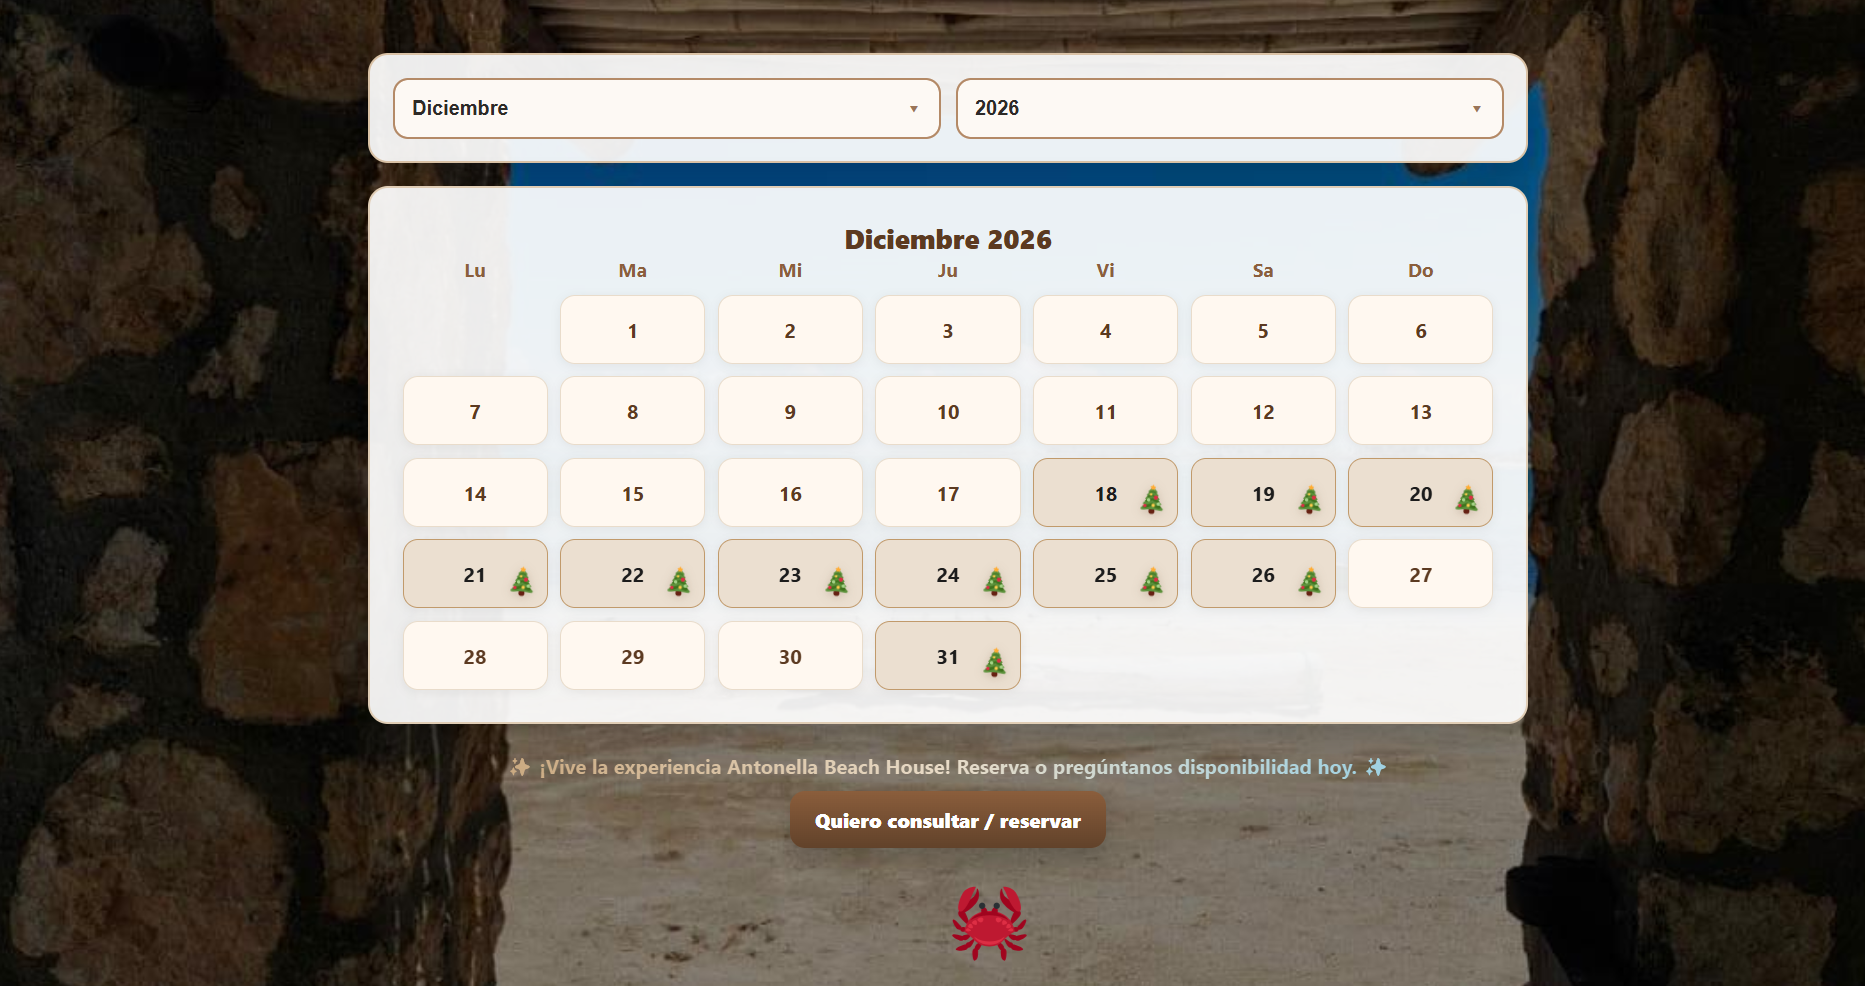 Diciembre 2026
Diciembre 2026
Lu Ma Mi Ju Vi Sa Do
1 2 3 4 5 6
7 8 9 10 11 12 13
14 15 16 17 18 19 20
21 22 23 24 25 26 27
28 29 30 31
✨ ¡Vive la experiencia Antonella Beach House! Reserva o pregúntanos disponibilidad hoy. ✨
Quiero consultar / reservar